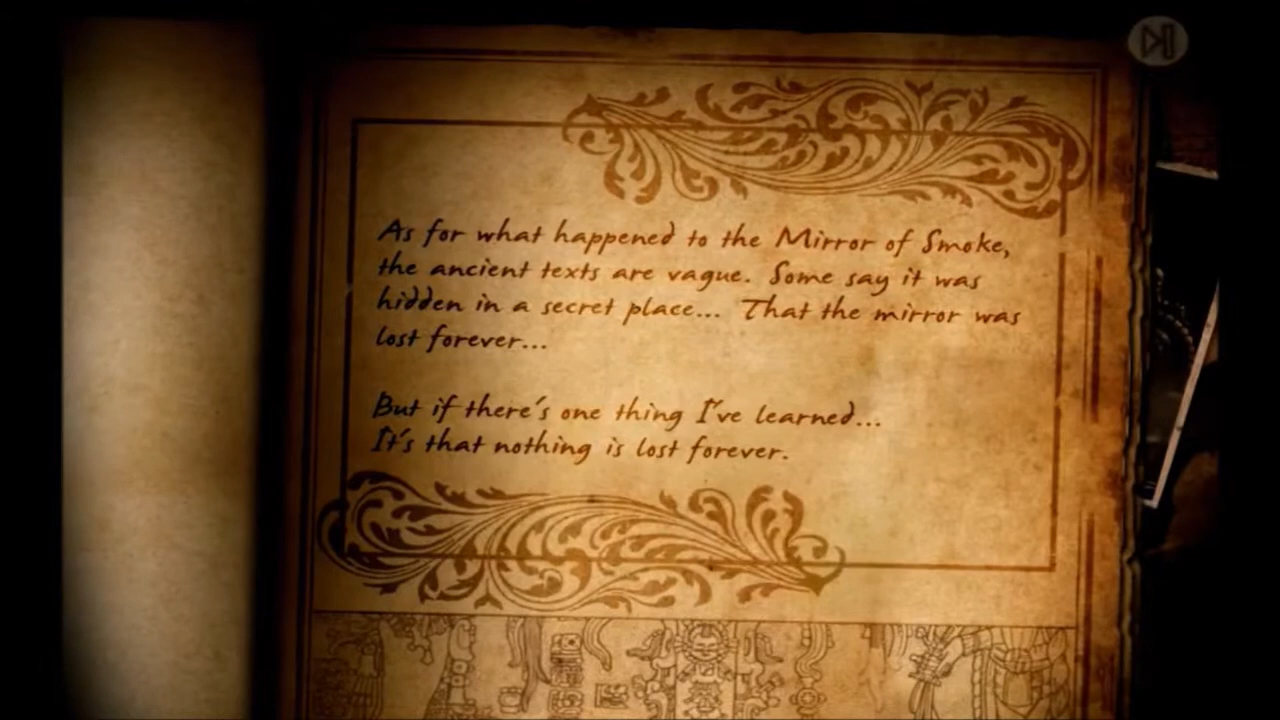 As for what happened to the Mirror of Smoke,
the ancient texts are vague. Some say it was
hidden in a secret place... That the mirror was
lost forever...
But if there's one thing I've learned...
It's that nothing is lost forever.